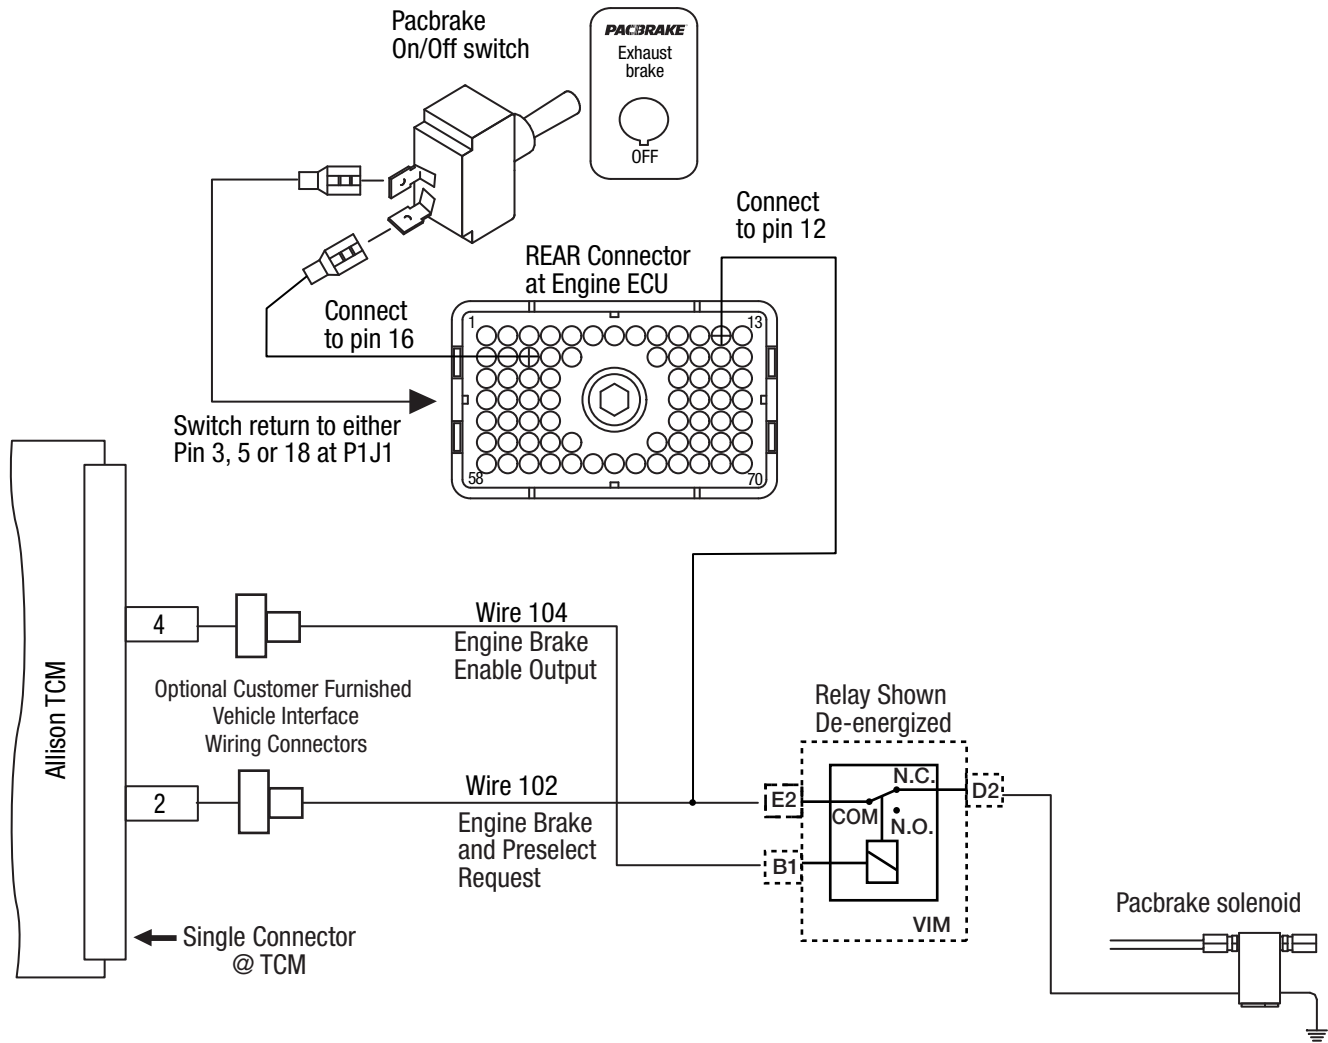 Pacbrake
On/Off switch
PACBRAKE
Exhaust
brake
OFF
Connect
to pin 12
REAR Connector
at Engine ECU
Connect
to pin 16
1
13
58
70
Switch return to either
Pin 3, 5 or 18 at P1J1
Allison TCM
4
Wire 104
Engine Brake
Enable Output
Optional Customer Furnished
Vehicle Interface
Wiring Connectors
2
Wire 102
Engine Brake
and Preselect
Request
Relay Shown
De-energized
E2
N.C.
COM
N.O.
D2
B1
VIM
Single Connector
@ TCM
Pacbrake solenoid